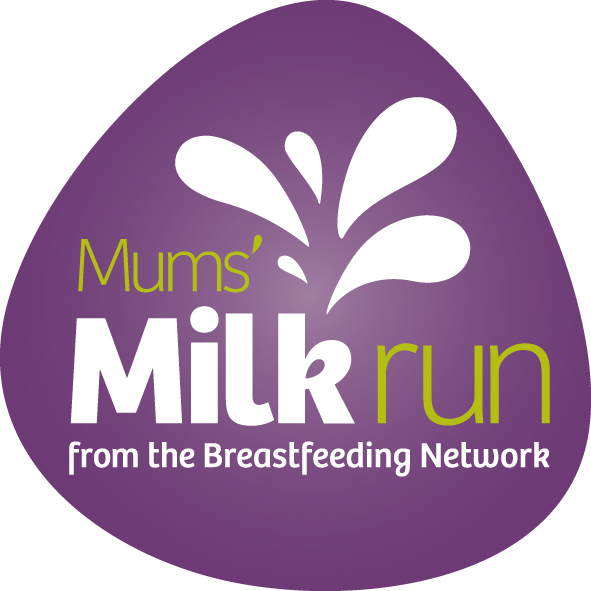 Mums’
Milk run
from the Breastfeeding Network